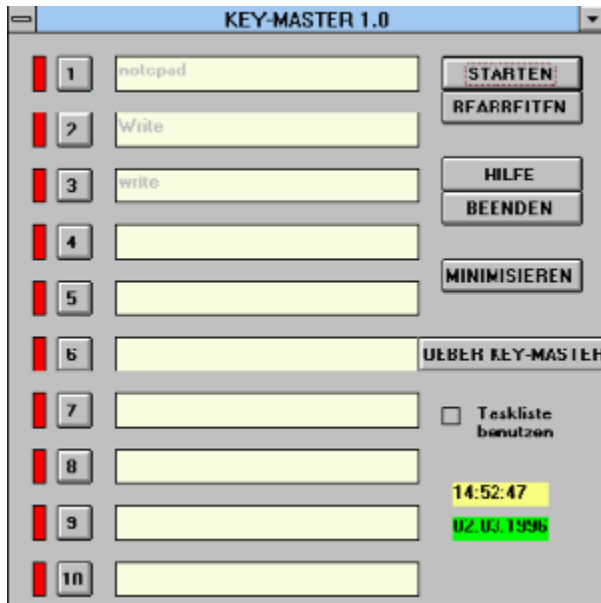 KEY-MASTER 1.0
1 notepad
2 Write
3 write
4
5
6
7
8
9
10
STARTEN
BEARBEITEN
HILFE
BEENDEN
MINIMISIEREN
UEBER KEY-MASTER
Taskliste
benutzen
14:52:47
02.03.1996